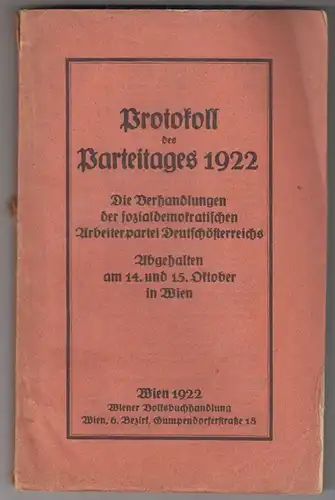 Protokoll
des
Parteitages 1922
Die Verhandlungen
der sozialdemokratischen
Arbeiterpartei Deutschösterreichs
Abgehalten
am 14. und 15. Oktober
in Wien
Wien 1922
Wiener Volksbuchhandlung
Wien, 6. Bezirk, Gumpendorferstraße 18